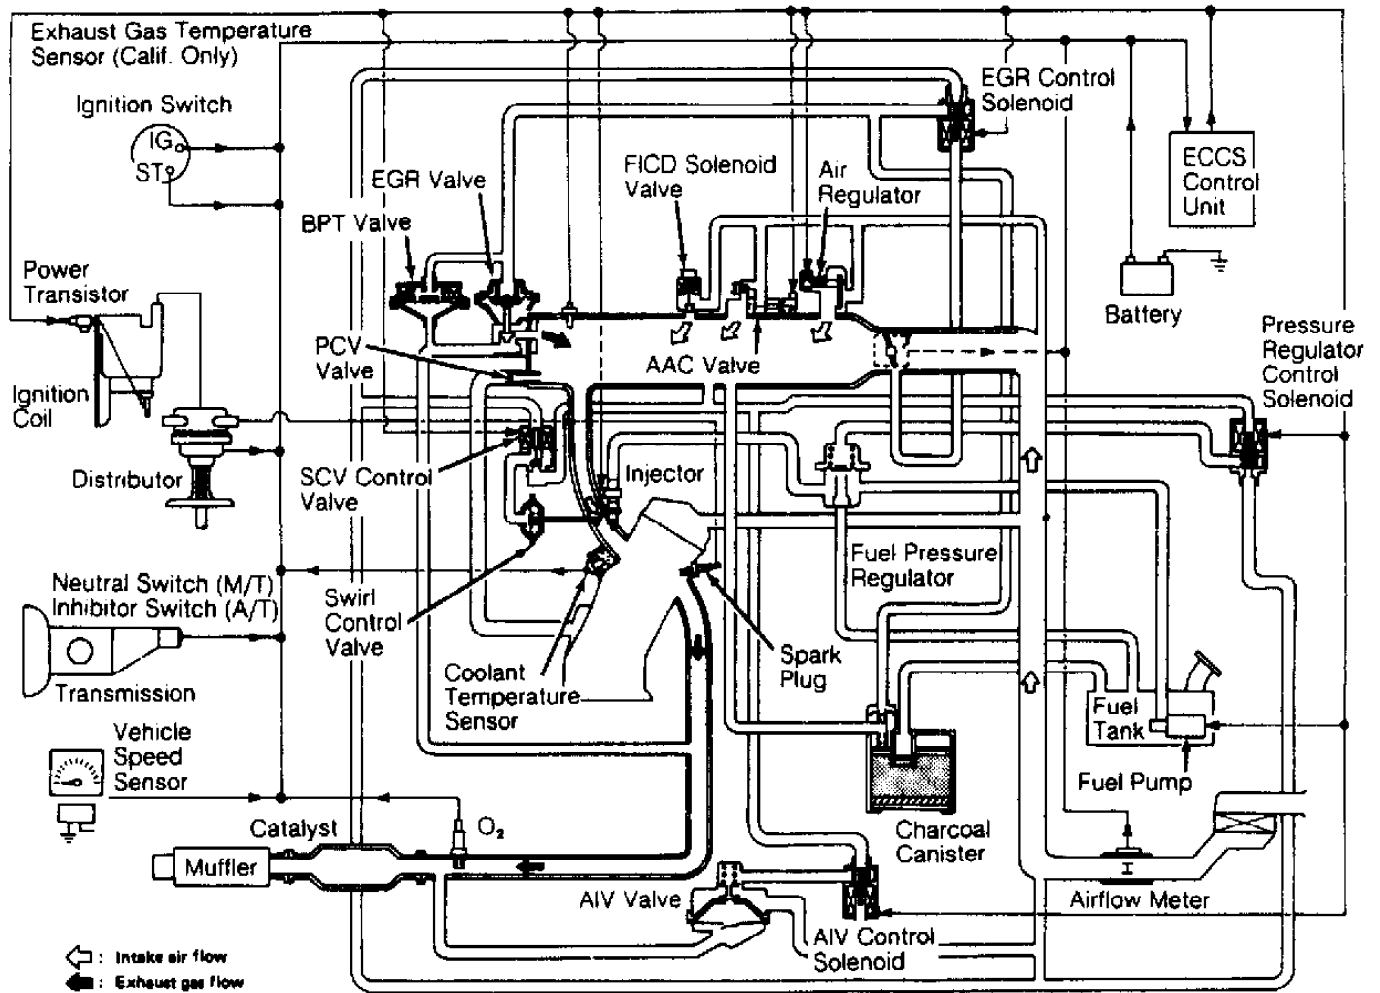 Exhaust Gas Temperature
Sensor (Calif. Only)
Ignition Switch
IG
ST
EGR Control
Solenoid
ECCS
Control
Unit
EGR Valve
BPT Valve
FICD Solenoid
Valve
Air
Regulator
Power
Transistor
Battery
Pressure
Regulator
Control
Solenoid
PCV
Valve
AAC Valve
Ignition
Coil
Distributor
SCV Control
Valve
Injector
Fuel Pressure
Regulator
Neutral Switch (M/T)
Inhibitor Switch (A/T)
Transmission
Swirl
Control
Valve
Coolant
Temperature
Sensor
Spark
Plug
Fuel
Tank
Fuel Pump
Vehicle
Speed
Sensor
Catalyst
O₂
Muffler
Charcoal
Canister
AIV Valve
Airflow Meter
AIV Control
Solenoid
: Intake air flow
: Exhaust gas flow